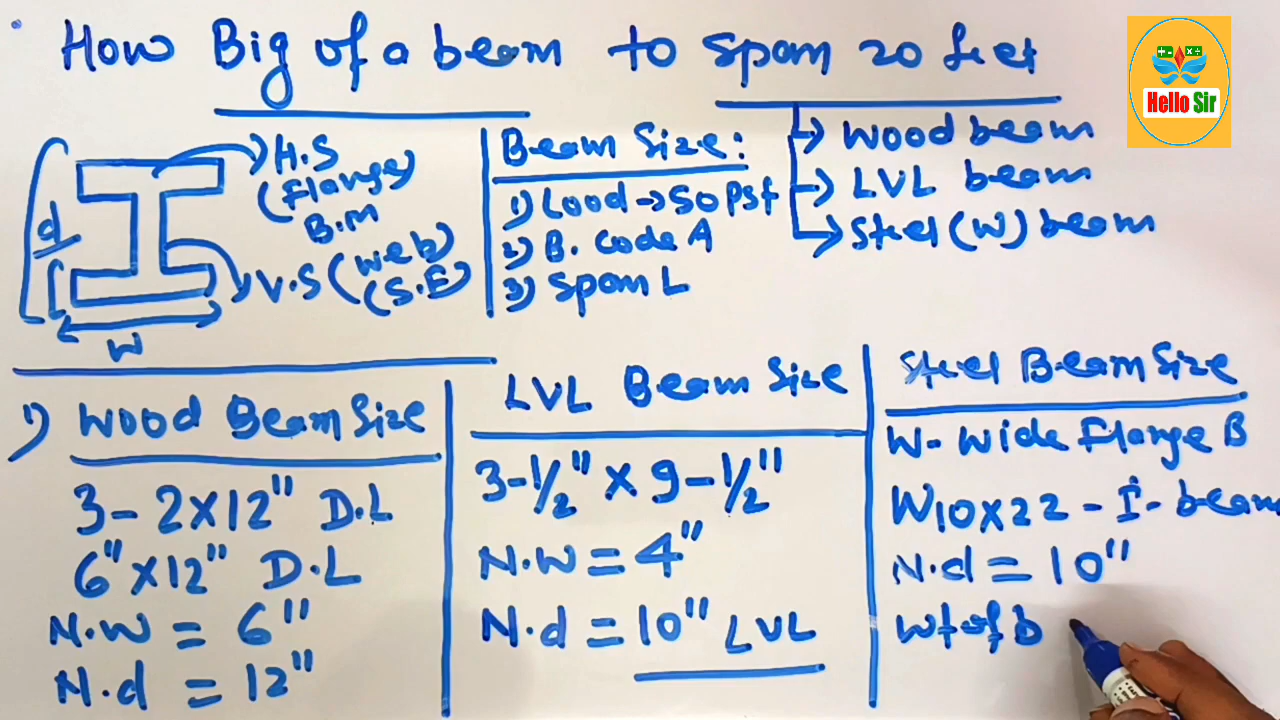 How Big of a beam to span 20 feet
Hello Sir
H.S
(Flange)
B.M
V.S (web)
(S.F)
d
W
Beam Size:
1) Load → 50 PSf
2) B. Code A
3) Span L
→ Wood beam
→ LVL beam
→ Steel (W) beam
1) Wood Beam Size
3 - 2X12" D.L
6" X 12" D.L
N.W = 6"
N.d = 12"
LVL Beam Size
3-1/2" X 9-1/2"
N.W = 4"
N.d = 10" LVL
Steel Beam Size
W- Wide Flange B
W10X22 - I - beam
N.d = 10"
Wt of b